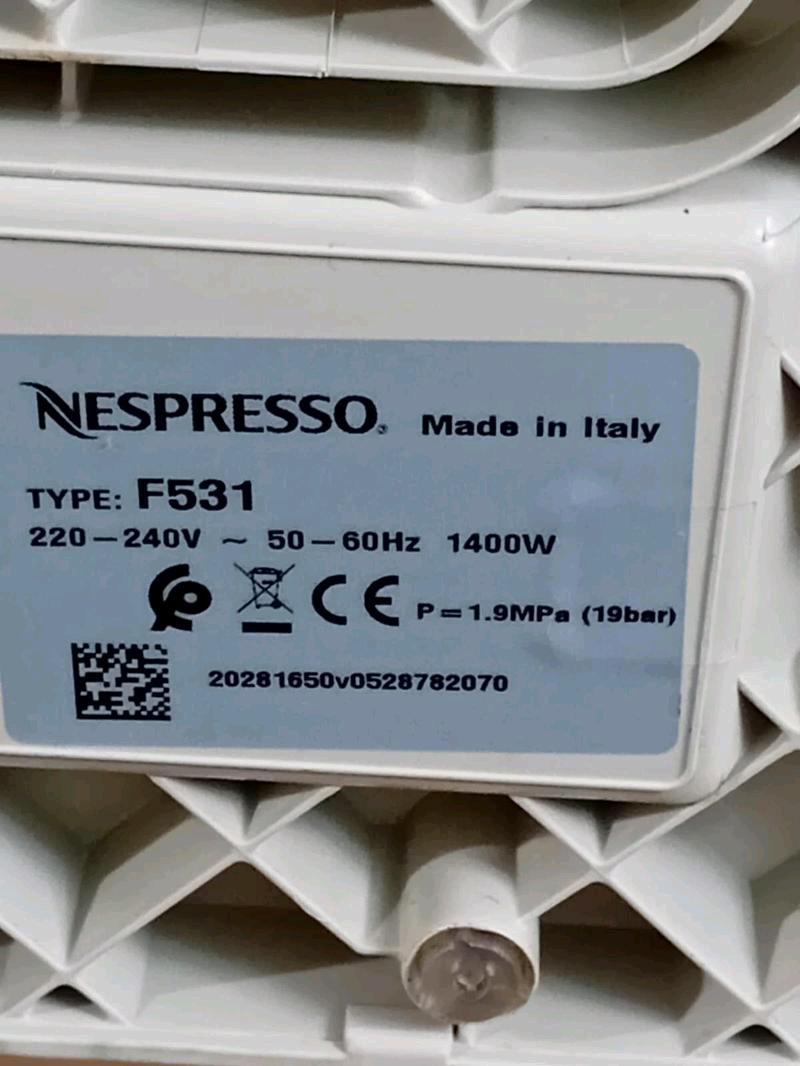 NESPRESSO. Made in Italy
TYPE: F531
220-240V ~ 50-60Hz 1400W
CE P=1.9MPa (19bar)
20281650v0528782070